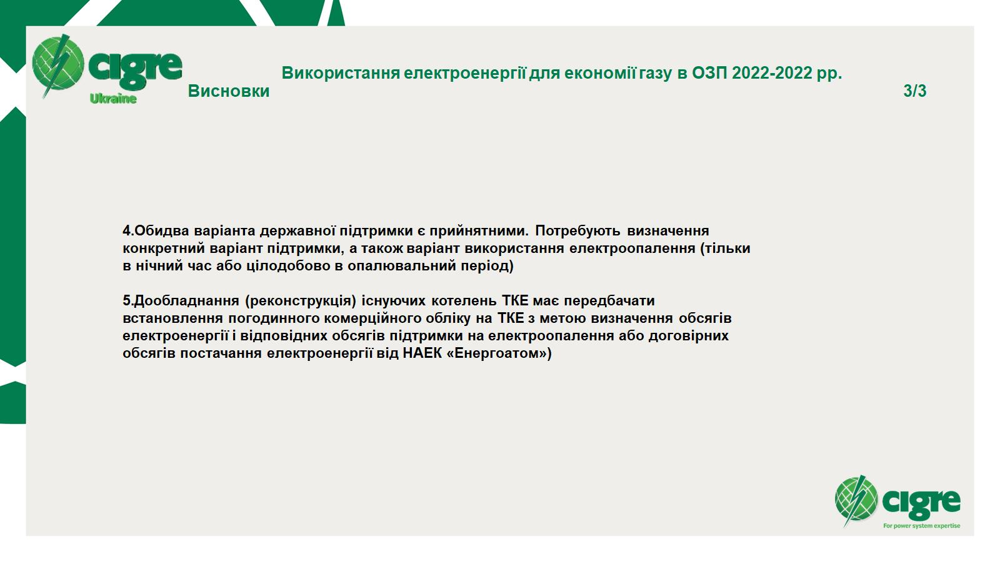 cigre
Ukraine
Використання електроенергії для економії газу в ОЗП 2022-2022 рр.
Висновки 3/3
4.Обидва варіанта державної підтримки є прийнятними. Потребують визначення
конкретний варіант підтримки, а також варіант використання електроопалення (тільки
в нічний час або цілодобово в опалювальний період)
5.Дообладнання (реконструкція) існуючих котелень ТКЕ має передбачати
встановлення погодинного комерційного обліку на ТКЕ з метою визначення обсягів
електроенергії і відповідних обсягів підтримки на електроопалення або договірних
обсягів постачання електроенергії від НАЕК «Енергоатом»)
cigre
For power system expertise